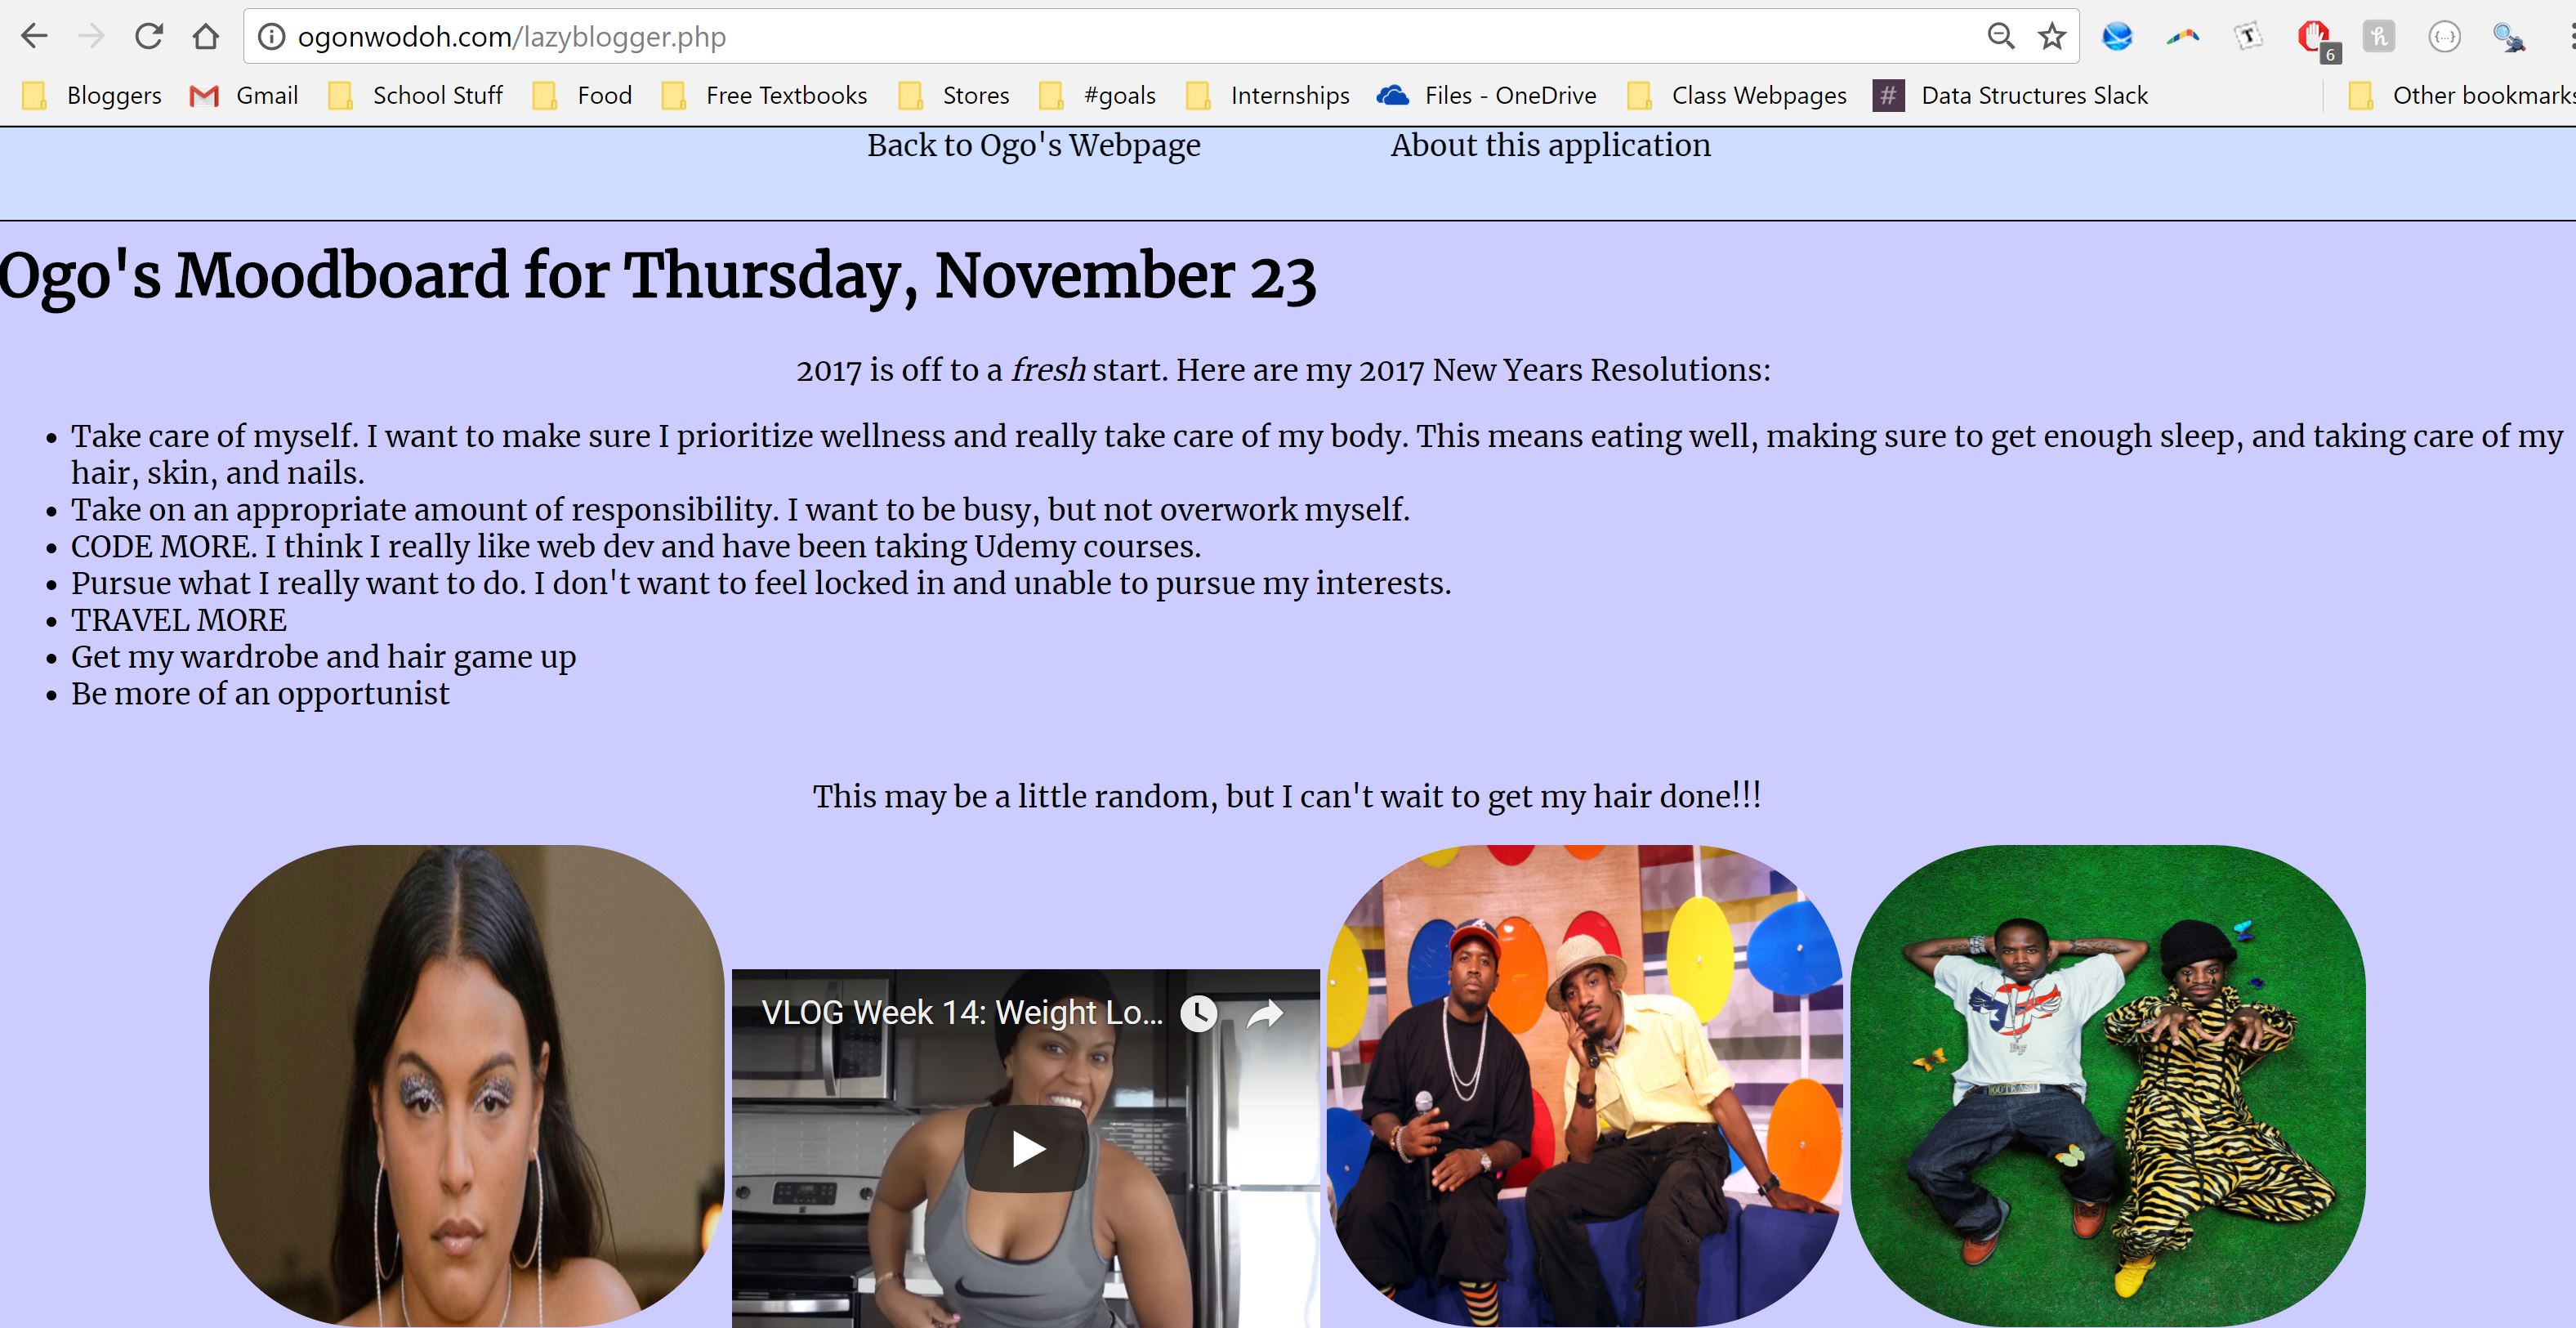 ogonwodoh.com/lazyblogger.php
6
Bloggers Gmail School Stuff Food Free Textbooks Stores #goals Internships Files - OneDrive Class Webpages # Data Structures Slack Other bookmarks
Back to Ogo's Webpage About this application
Ogo's Moodboard for Thursday, November 23
2017 is off to a fresh start. Here are my 2017 New Years Resolutions:
• Take care of myself. I want to make sure I prioritize wellness and really take care of my body. This means eating well, making sure to get enough sleep, and taking care of my
hair, skin, and nails.
• Take on an appropriate amount of responsibility. I want to be busy, but not overwork myself.
• CODE MORE. I think I really like web dev and have been taking Udemy courses.
• Pursue what I really want to do. I don't want to feel locked in and unable to pursue my interests.
• TRAVEL MORE
• Get my wardrobe and hair game up
• Be more of an opportunist
This may be a little random, but I can't wait to get my hair done!!!
VLOG Week 14: Weight Lo...